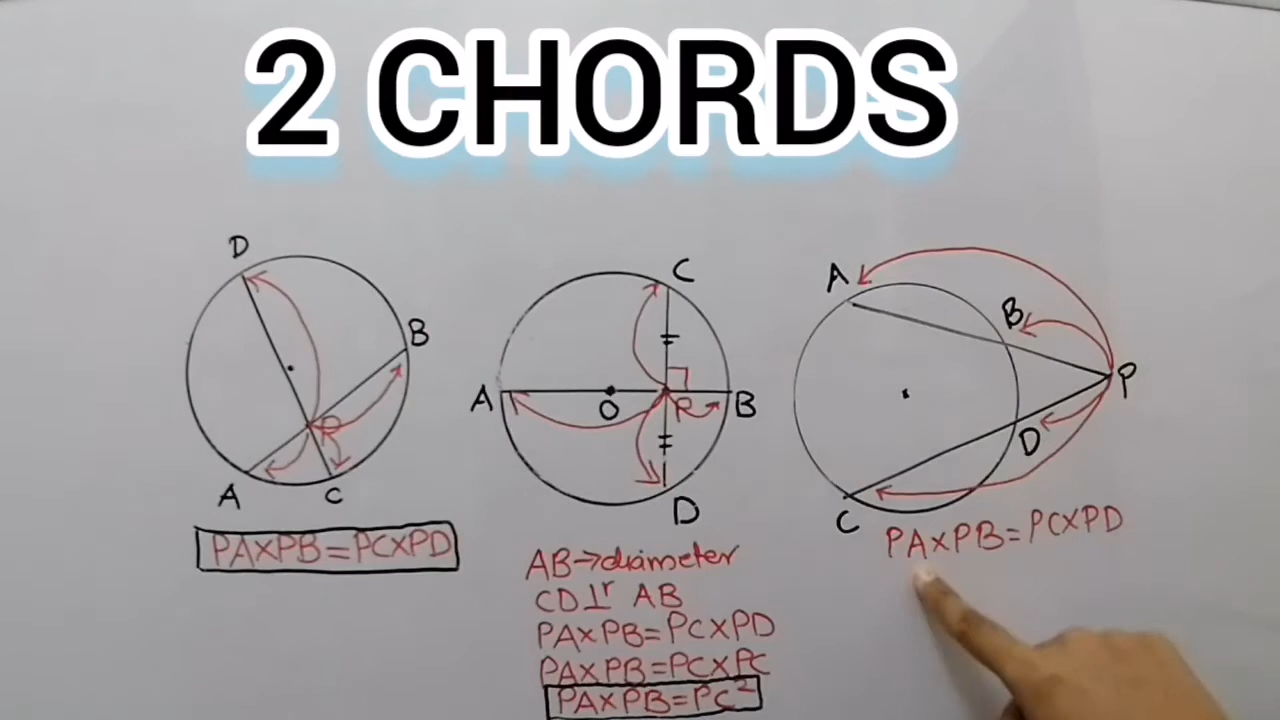 2 CHORDS
D
B
P
A
C
PA×PB=PC×PD
C
A
O
P
B
D
AB→diameter
CD⊥r AB
PA×PB=PC×PD
PA×PB=PC×PC
PA×PB=PC²
A
B
P
D
C
PA×PB=PC×PD